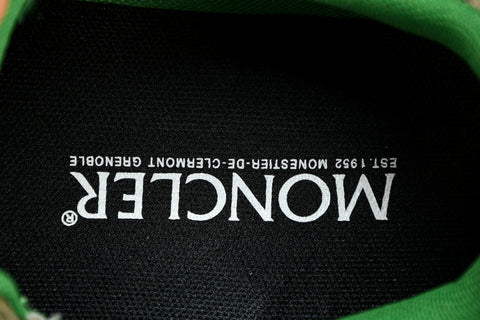 MONCLER®
EST. 1952 MONESTIER-DE-CLERMONT GRENOBLE